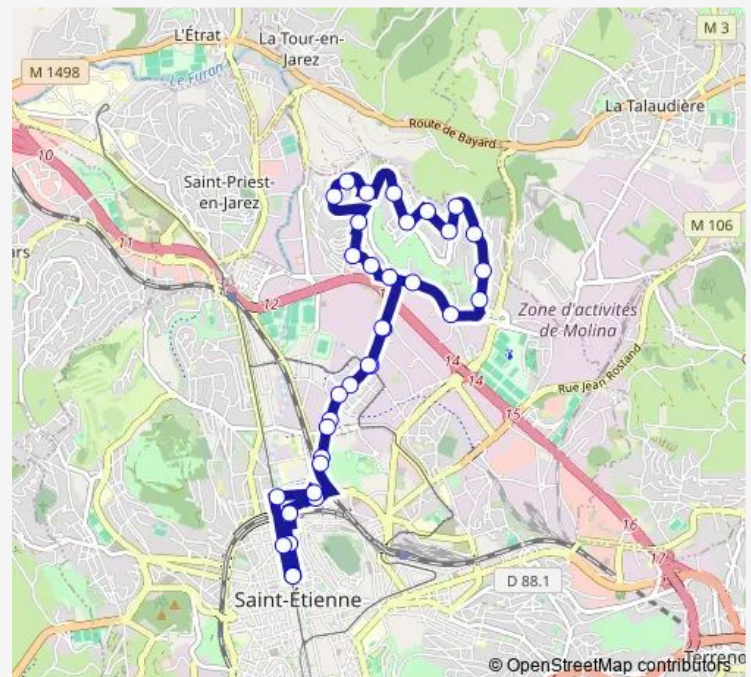 L'Étrat
La Tour-en-
Jarez
M 3
M 1498
Le Furan
La Talaudière
Route de Bayard
10
Saint-Priest-
en-Jarez
M 106
11
ars
12
Zone d'activités
de Molina
14
14
Rue Jean Rostand
15
16
17
D 88.1
Saint-Étienne
Terreno
© OpenStreetMap contributors